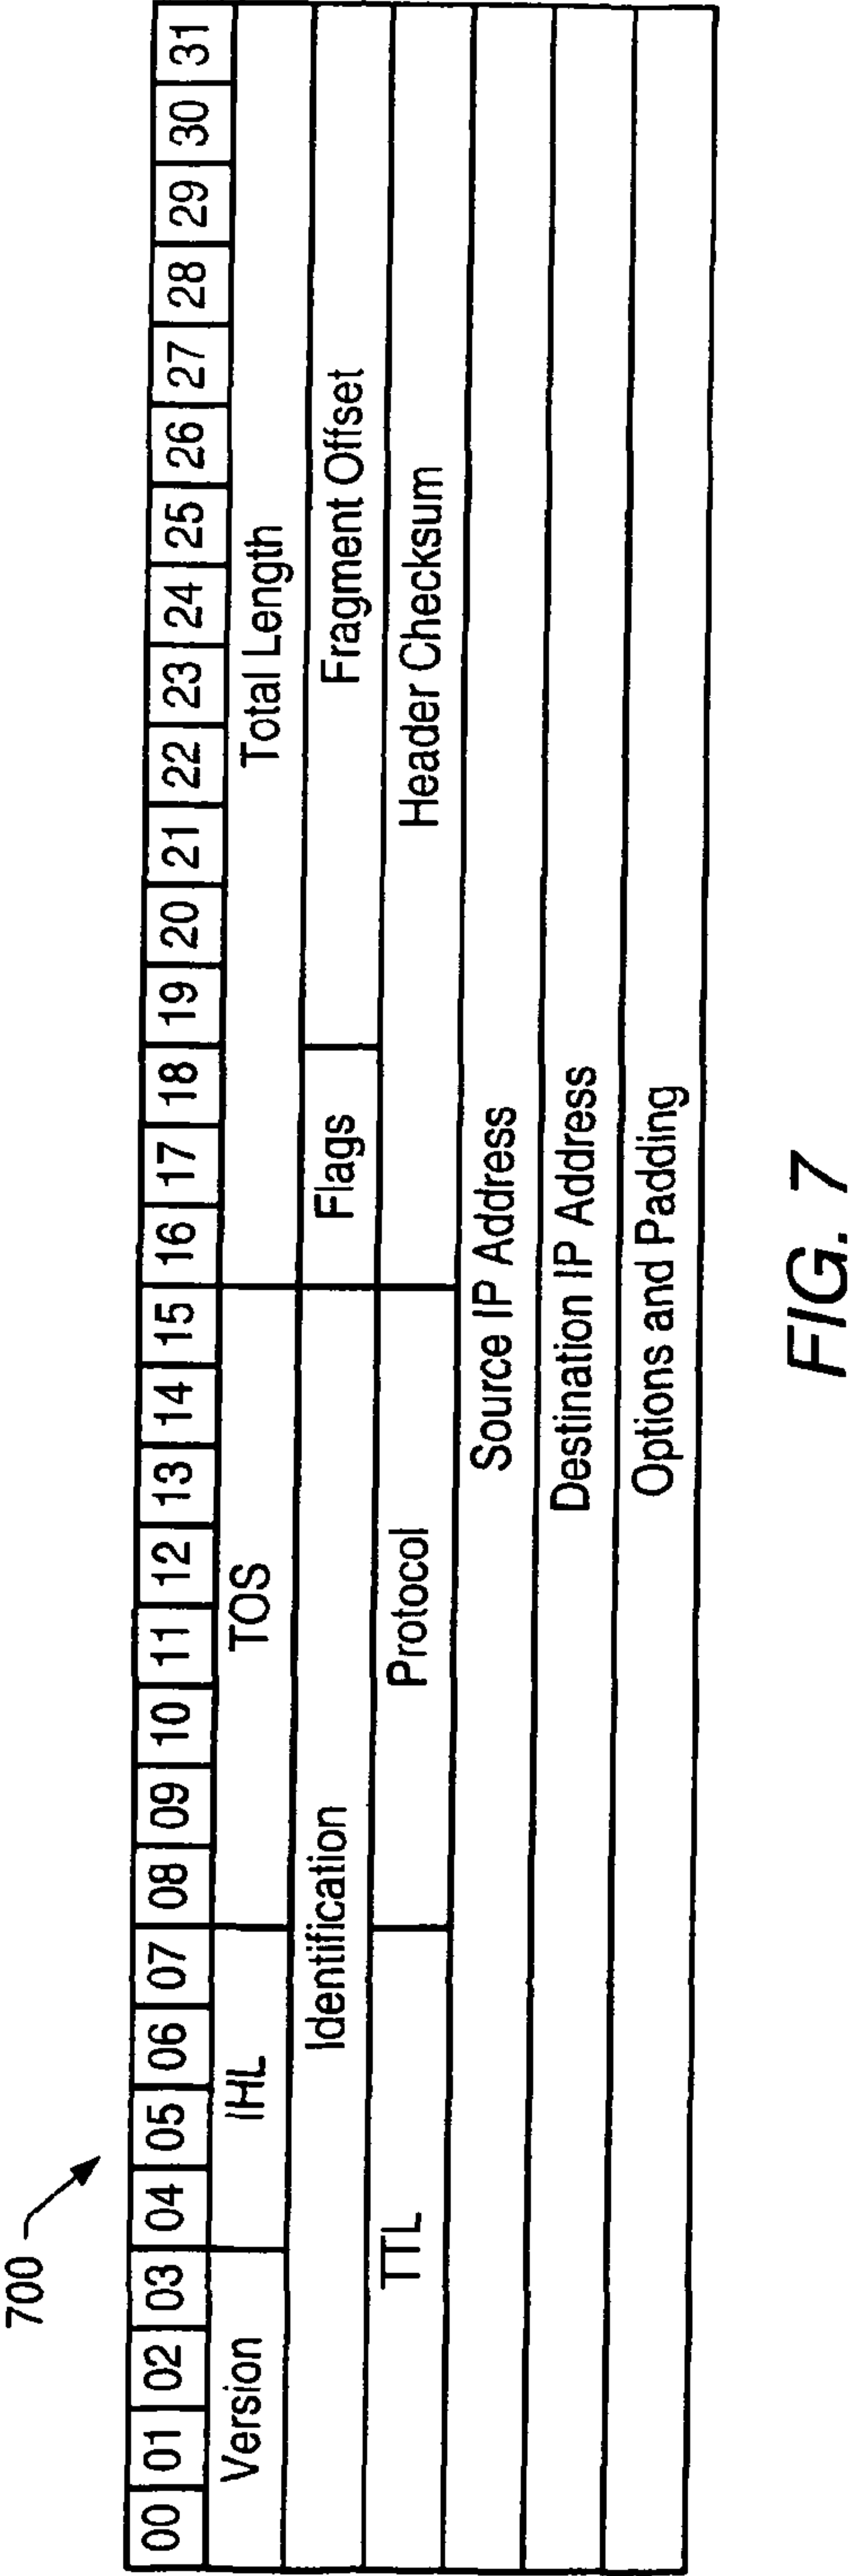 700
00 01 02 03 04 05 06 07 08 09 10 11 12 13 14 15 16 17 18 19 20 21 22 23 24 25 26 27 28 29 30 31
Version IHL TOS Total Length
Identification Flags Fragment Offset
TTL Protocol Header Checksum
Source IP Address
Destination IP Address
Options and Padding
FIG. 7